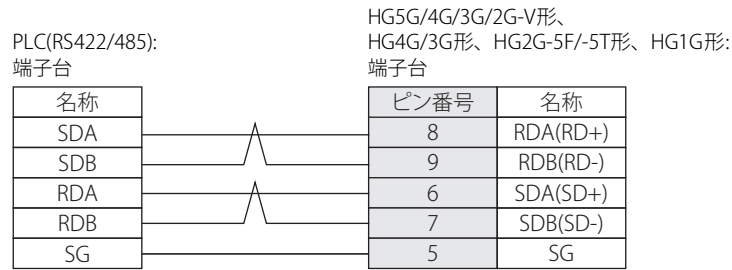 HG5G/4G/3G/2G-V形、
PLC(RS422/485): HG4G/3G形、HG2G-5F/-5T形、HG1G形:
端子台 端子台
名称 ピン番号 名称
SDA 8 RDA(RD+)
SDB 9 RDB(RD-)
RDA 6 SDA(SD+)
RDB 7 SDB(SD-)
SG 5 SG